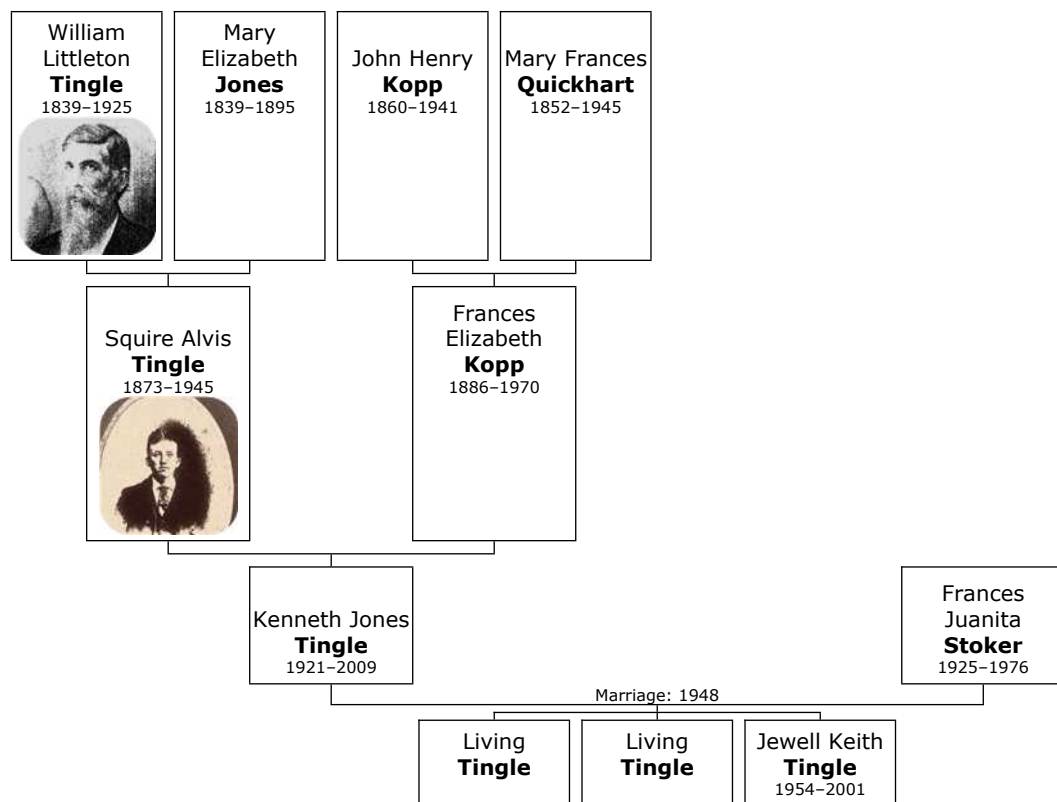 William
Littleton
Tingle
1839–1925
Mary
Elizabeth
Jones
1839–1895
John Henry
Kopp
1860–1941
Mary Frances
Quickhart
1852–1945
Squire Alvis
Tingle
1873–1945
Frances
Elizabeth
Kopp
1886–1970
Kenneth Jones
Tingle
1921–2009
Frances
Juanita
Stoker
1925–1976
Marriage: 1948
Living
Tingle
Living
Tingle
Jewell Keith
Tingle
1954–2001